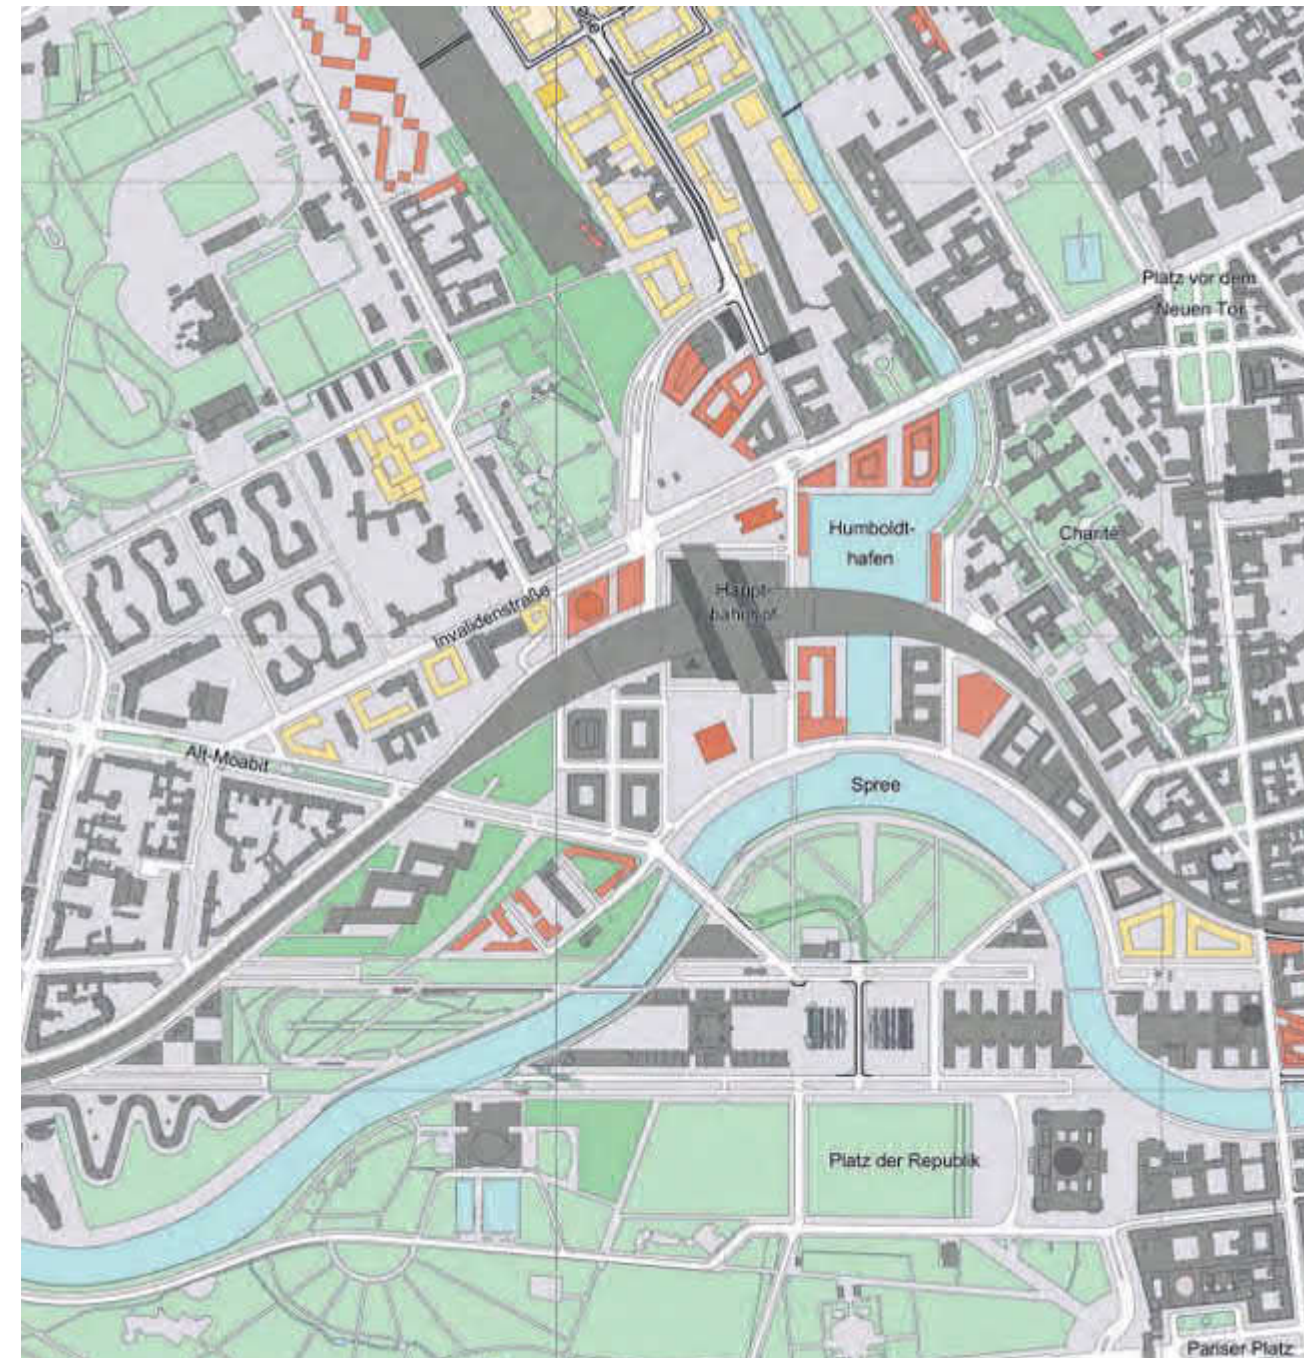 Platz vor dem
Neuen Tor
Humboldt-
hafen
Charité
Haupt-
bahnhof
Invalidenstraße
Alt-Moabit
Spree
Platz der Republik
Pariser Platz